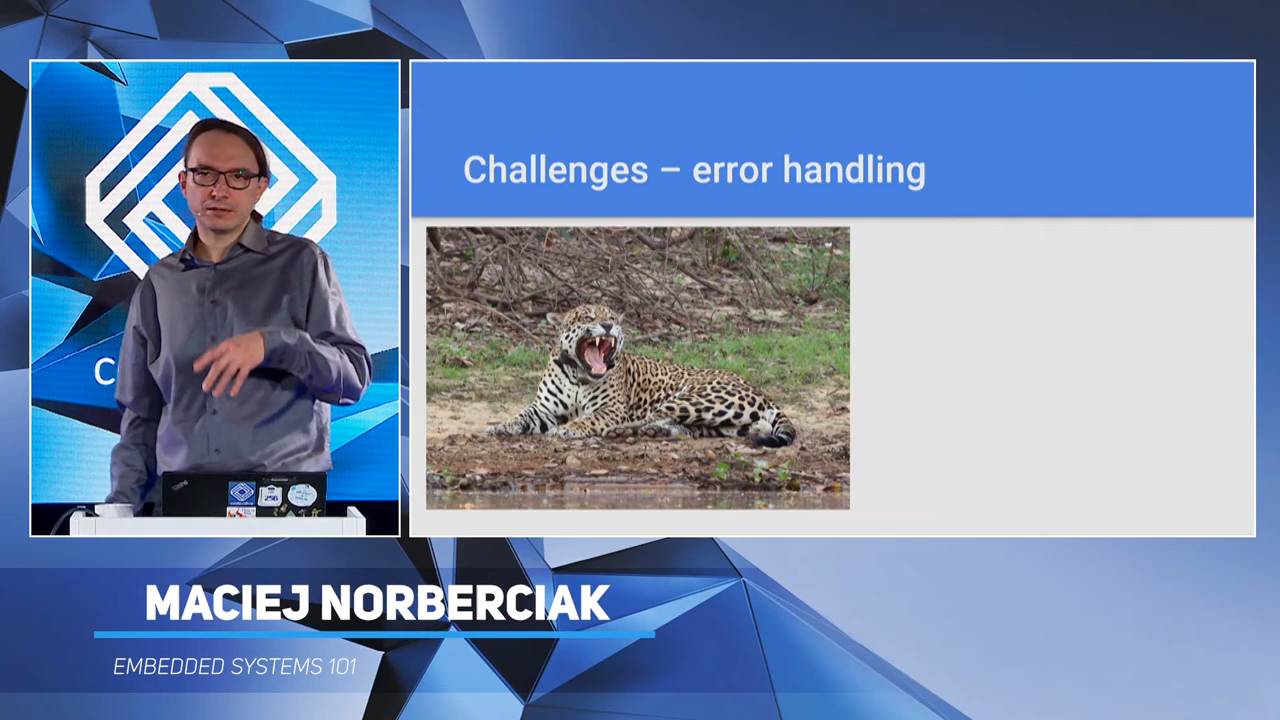 Challenges – error handling
C
MACIEJ NORBERCIAK
EMBEDDED SYSTEMS 101